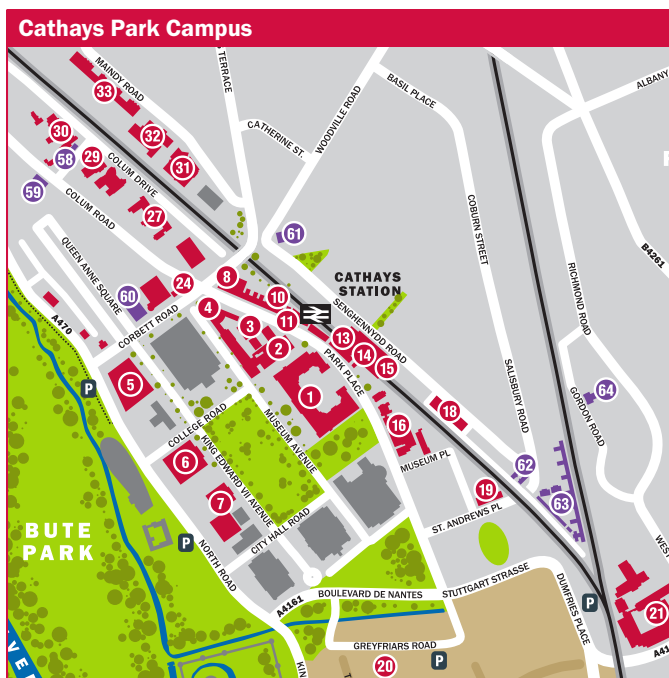 Cathays Park Campus
MAINDY ROAD
33
S TERRACE
BASIL PLACE
WOODVILLE ROAD
ALBANY
CATHERINE ST.
32
30
31
58
29
COLUM DRIVE
59
COLUM ROAD
27
COBURN STREET
B4261
QUEEN ANNE SQUARE
61
CATHAYS
STATION
RICHMOND ROAD
24
8
60
10
A470
CORBETT ROAD
4
3
11
SENGHENNYDD ROAD
13
2
14
15
PARK PLACE
SALISBURY ROAD
P
5
1
64
GORDON ROAD
18
COLLEGE ROAD
MUSEUM AVENUE
16
KING EDWARD VII AVENUE
MUSEUM PL
6
62
19
63
7
CITY HALL ROAD
ST. ANDREWS PL
BUTE
PARK
P
NORTH ROAD
WES
STUTTGART STRASSE
BOULEVARD DE NANTES
DUMFRIES PLACE
A4161
P
21
GREYFRIARS ROAD
A41
20
P
KIN
VE
T